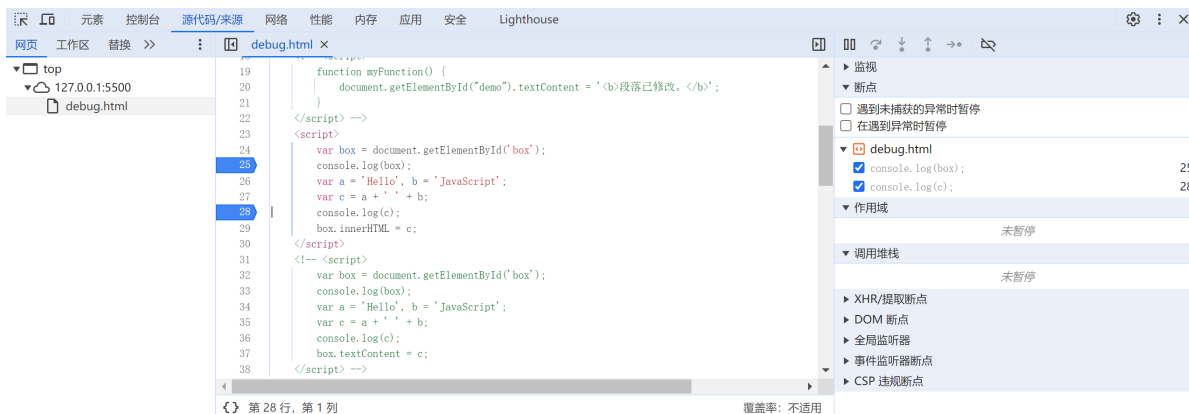 元素 控制台 源代码/来源 网络 性能 内存 应用 安全 Lighthouse
网页 工作区 替换 debug.html
top
127.0.0.1:5500
debug.html
19 function myFunction() {
20 document.getElementById("demo").textContent = '<b>段落已修改。</b>';
21 }
22 </script> -->
23 <script>
24 var box = document.getElementById('box');
25 console.log(box);
26 var a = 'Hello', b = 'JavaScript';
27 var c = a + ' ' + b;
28 console.log(c);
29 box.innerHTML = c;
30 </script>
31 <!-- <script>
32 var box = document.getElementById('box');
33 console.log(box);
34 var a = 'Hello', b = 'JavaScript';
35 var c = a + ' ' + b;
36 console.log(c);
37 box.textContent = c;
38 </script> -->
{} 第 28 行，第 1 列 覆盖率：不适用
监视
断点
遇到未捕获的异常时暂停
在遇到异常时暂停
debug.html
console.log(box); 25
console.log(c); 28
作用域
未暂停
调用堆栈
未暂停
XHR/提取断点
DOM 断点
全局监听器
事件监听器断点
CSP 违规断点